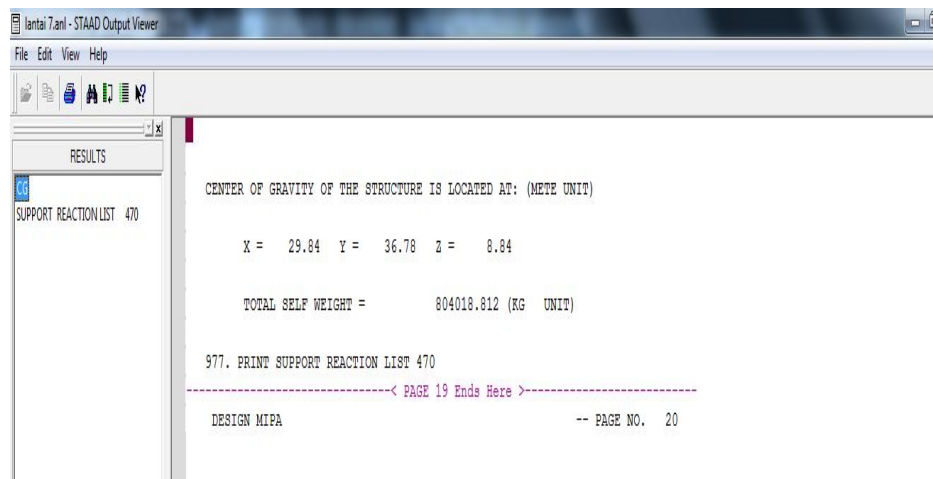 lantai 7.anl - STAAD Output Viewer
File Edit View Help
RESULTS
CG
SUPPORT REACTION LIST 470
CENTER OF GRAVITY OF THE STRUCTURE IS LOCATED AT: (METE UNIT)
X = 29.84 Y = 36.78 Z = 8.84
TOTAL SELF WEIGHT = 804018.812 (KG UNIT)
977. PRINT SUPPORT REACTION LIST 470
-------------------------------< PAGE 19 Ends Here >---------------------------
DESIGN MIPA -- PAGE NO. 20